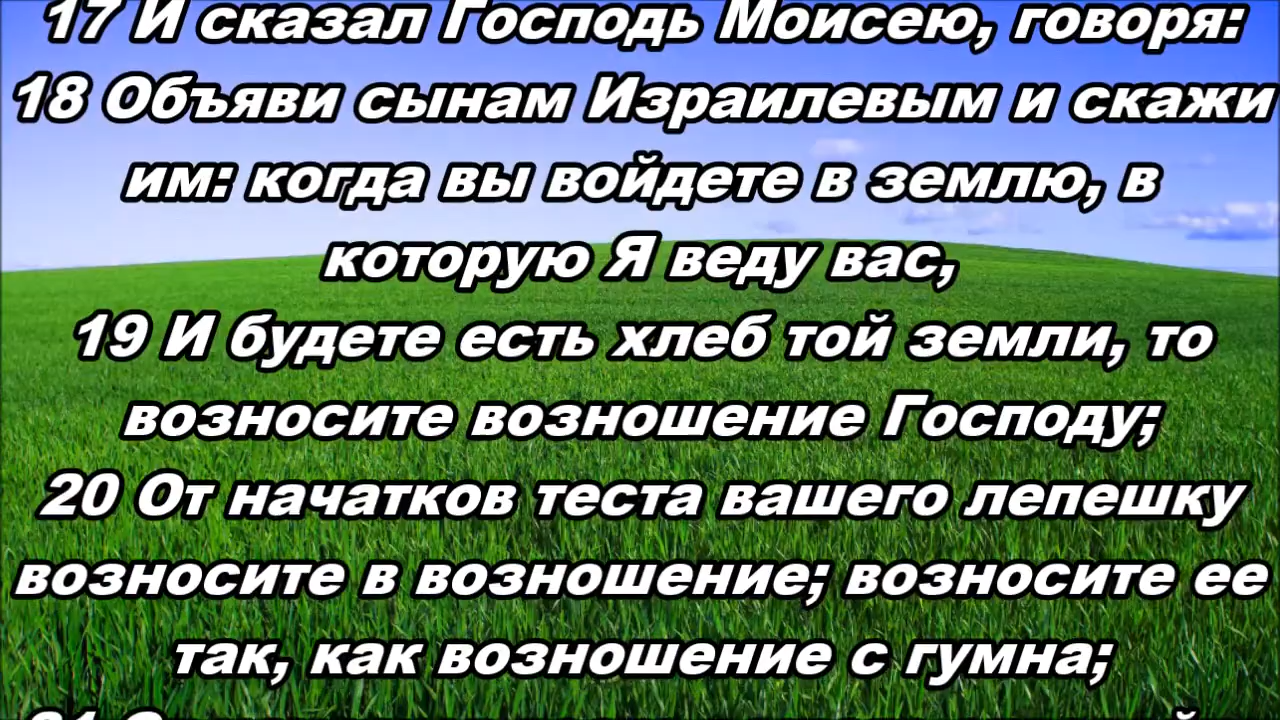 17 И сказал Господь Моисею, говоря:
18 Объяви сынам Израилевым и скажи
им: когда вы войдете в землю, в
которую Я веду вас,
19 И будете есть хлеб той земли, то
возносите возношение Господу;
20 От начатков теста вашего лепешку
возносите в возношение; возносите ее
так, как возношение с гумна;